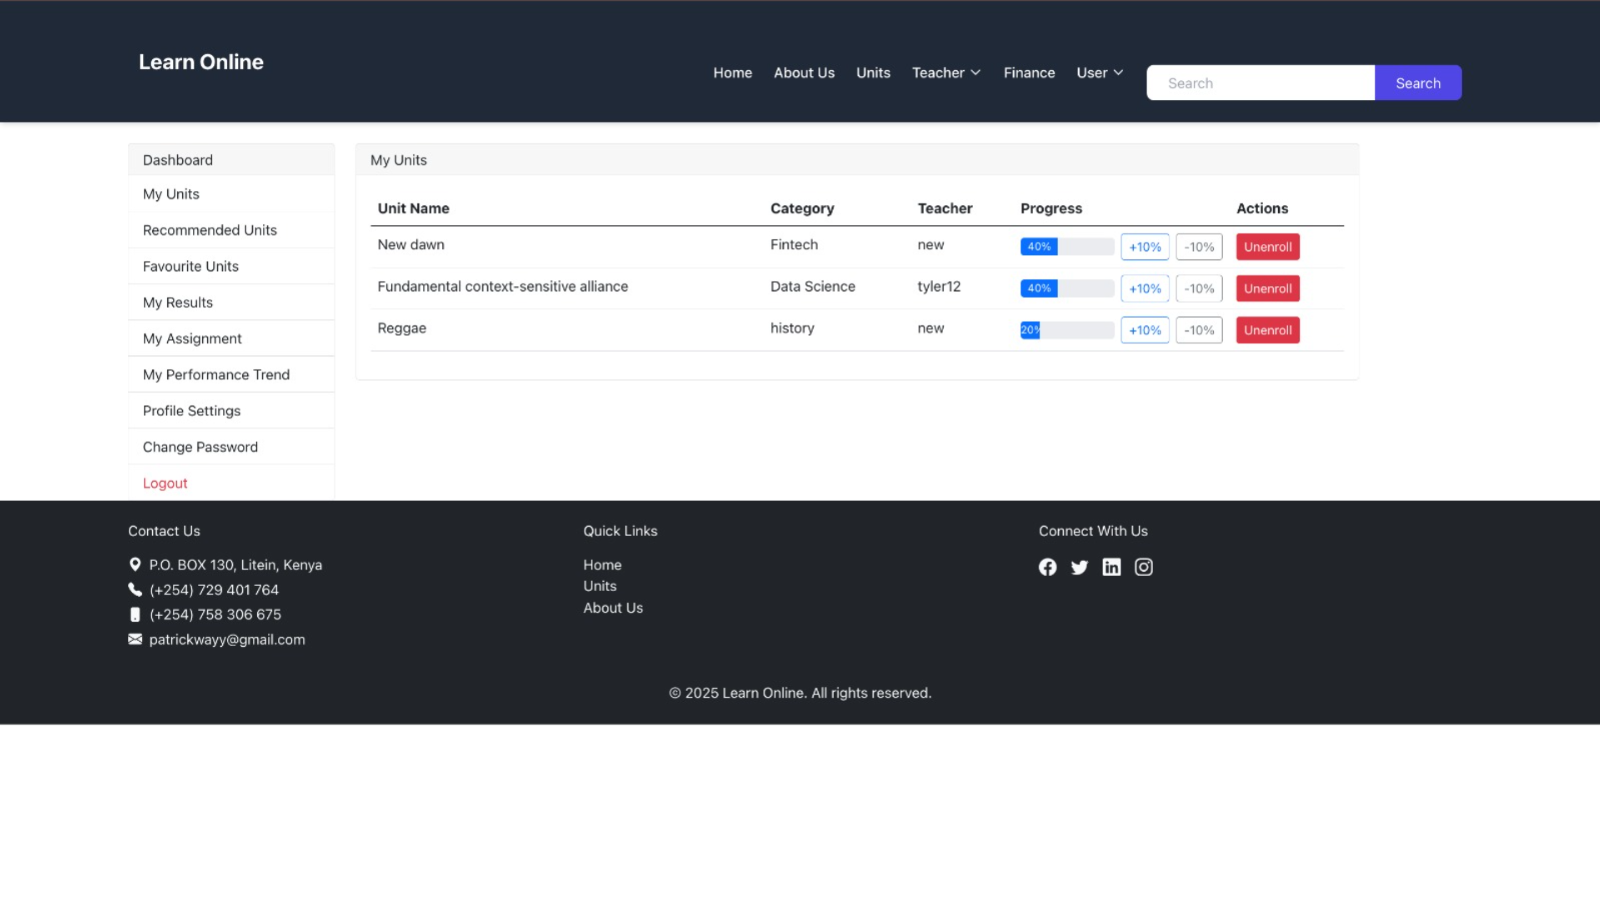 Learn Online
Home About Us Units Teacher Finance User Search Search
Dashboard
My Units
Recommended Units
Favourite Units
My Results
My Assignment
My Performance Trend
Profile Settings
Change Password
Logout
My Units
Unit Name Category Teacher Progress Actions
New dawn Fintech new 40% +10% -10% Unenroll
Fundamental context-sensitive alliance Data Science tyler12 40% +10% -10% Unenroll
Reggae history new 20% +10% -10% Unenroll
Contact Us
P.O. BOX 130, Litein, Kenya
(+254) 729 401 764
(+254) 758 306 675
patrickwayy@gmail.com
Quick Links
Home
Units
About Us
Connect With Us
© 2025 Learn Online. All rights reserved.